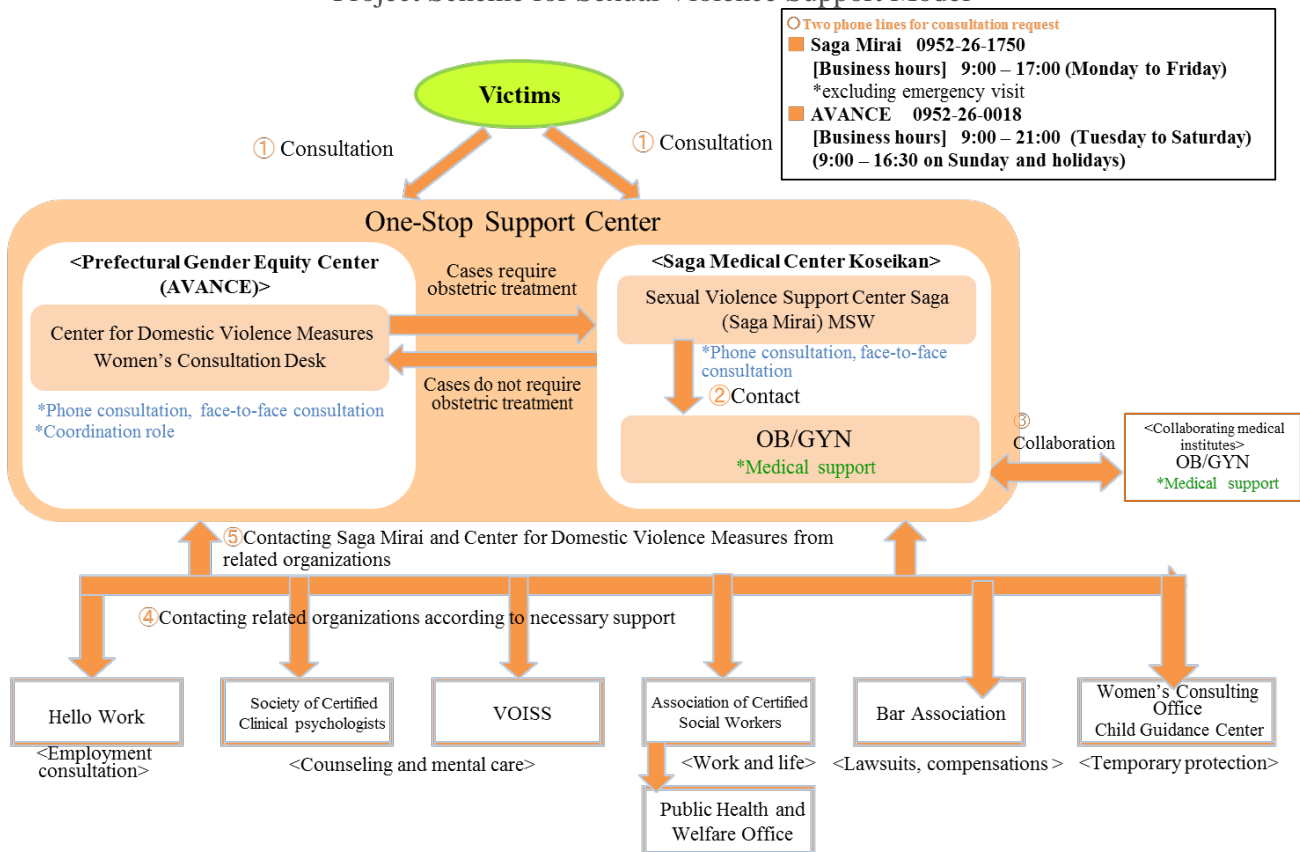 Project Scheme for Sexual Violence Support Model
Two phone lines for consultation request
Saga Mirai 0952-26-1750
[Business hours] 9:00 – 17:00 (Monday to Friday)
*excluding emergency visit
AVANCE 0952-26-0018
[Business hours] 9:00 – 21:00 (Tuesday to Saturday)
(9:00 – 16:30 on Sunday and holidays)
Victims
① Consultation
① Consultation
One-Stop Support Center
<Prefectural Gender Equity Center
(AVANCE)>
Center for Domestic Violence Measures
Women's Consultation Desk
*Phone consultation, face-to-face consultation
*Coordination role
Cases require
obstetric treatment
Cases do not require
obstetric treatment
<Saga Medical Center Koseikan>
Sexual Violence Support Center Saga
(Saga Mirai) MSW
*Phone consultation, face-to-face
consultation
②Contact
OB/GYN
*Medical support
③
Collaboration
<Collaborating medical
institutes>
OB/GYN
*Medical support
⑤Contacting Saga Mirai and Center for Domestic Violence Measures from
related organizations
④Contacting related organizations according to necessary support
Hello Work
<Employment
consultation>
Society of Certified
Clinical psychologists
VOISS
<Counseling and mental care>
Association of Certified
Social Workers
<Work and life>
Public Health and
Welfare Office
Bar Association
<Lawsuits, compensations >
Women's Consulting
Office
Child Guidance Center
<Temporary protection>